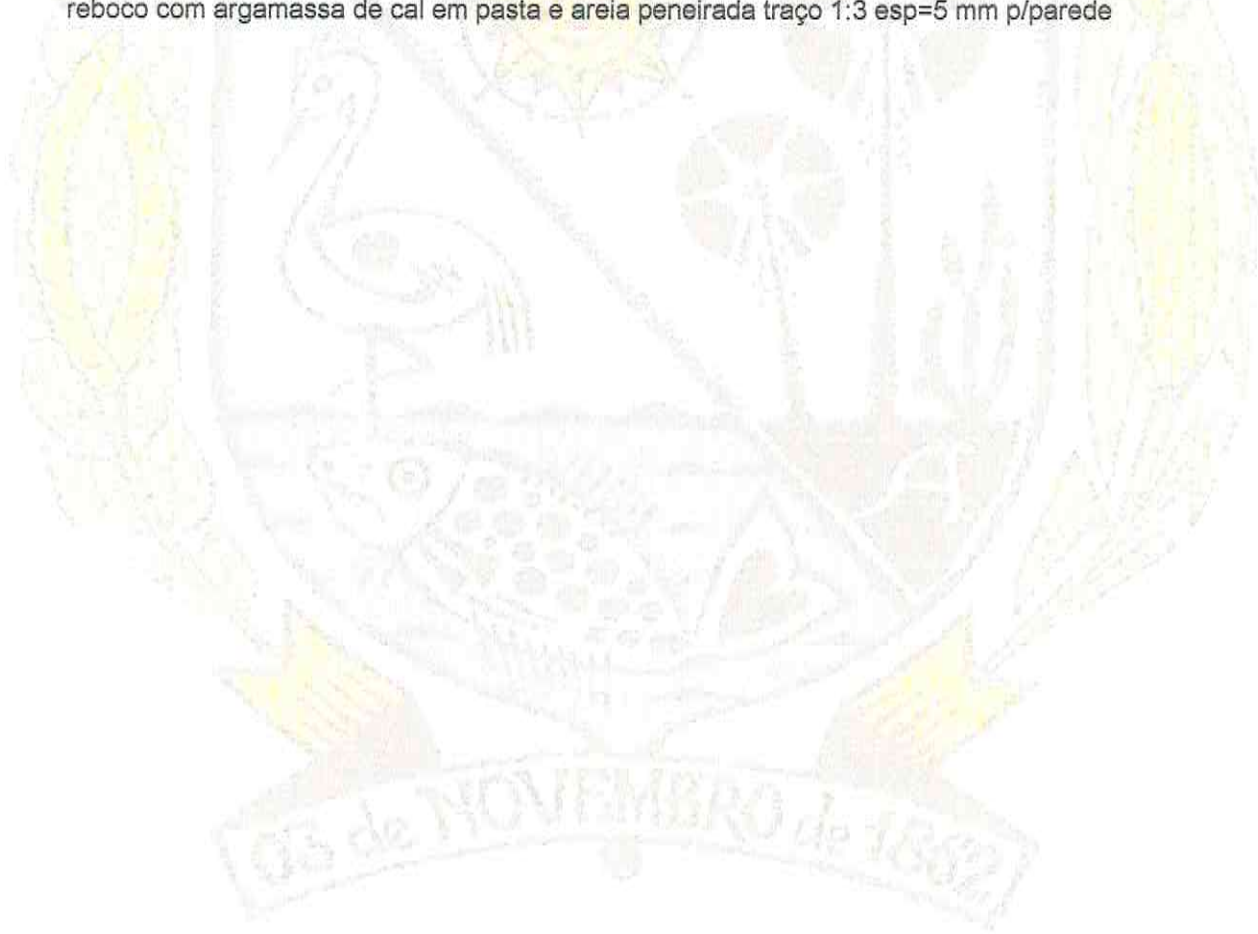 reboco com argamassa de cal em pasta e areia peneirada traço 1:3 esp=5 mm p/parede
03 de NOVEMBRO de 1882